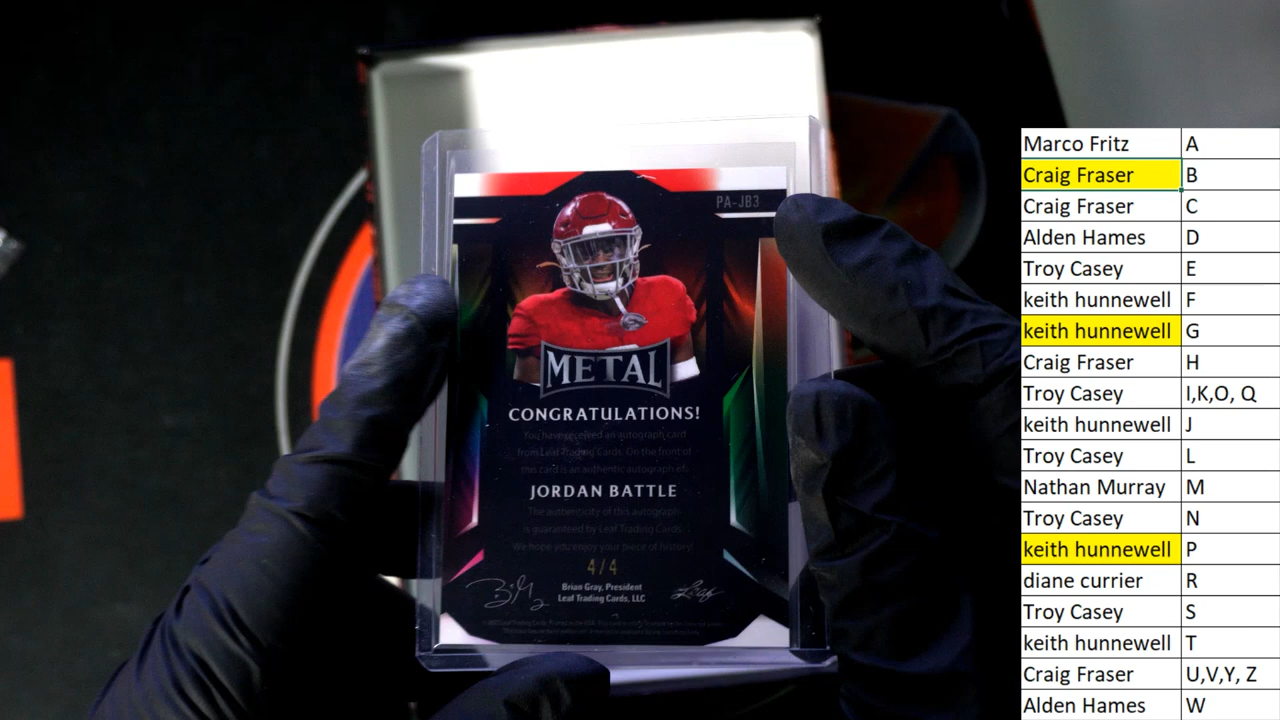 PA-JB3
METAL
CONGRATULATIONS!
You have received an autograph card
from Leaf Trading Cards. On the front of
this card is an authentic autograph of:
JORDAN BATTLE
The authenticity of this autograph
is guaranteed by Leaf Trading Cards.
We hope you enjoy your piece of history!
4/4
Brian Gray, President
Leaf Trading Cards, LLC
Leaf
Marco Fritz A
Craig Fraser B
Craig Fraser C
Alden Hames D
Troy Casey E
keith hunnewell F
keith hunnewell G
Craig Fraser H
Troy Casey I,K,O, Q
keith hunnewell J
Troy Casey L
Nathan Murray M
Troy Casey N
keith hunnewell P
diane currier R
Troy Casey S
keith hunnewell T
Craig Fraser U,V,Y, Z
Alden Hames W